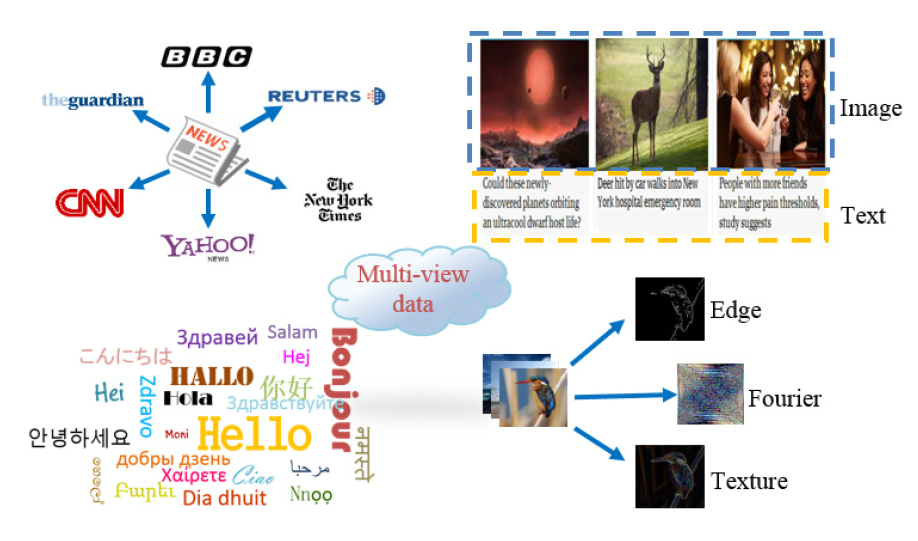 BBC
theguardian
REUTERS
NEWS
CNN
The
New York
Times
YAHOO!
NEWS
Could these newly-
discovered planets orbiting
an ultracool dwarf host life?
Deer hit by car walks into New
York hospital emergency room
People with more friends
have higher pain thresholds,
study suggests
Image
Text
Multi-view
data
Здравей
Salam
Bonjour
こんにちは
Hej
Hei
Zdravo
HALLO
你好
Hola
Здравствуйте
안녕하세요
Moni
Hello
नमस्ते
добры дзень
Χαίρετε
Ciao
مرحبا
Բարեւ
Dia dhuit
Nnọọ
Edge
Fourier
Texture